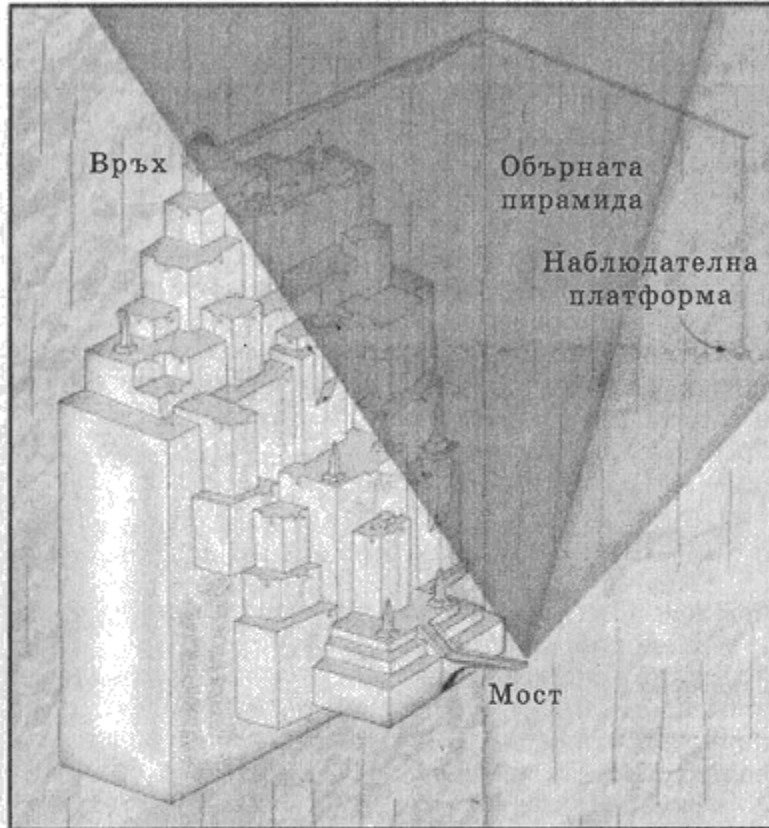 Връх
Обърната
пирамида
Наблюдателна
платформа
Мост